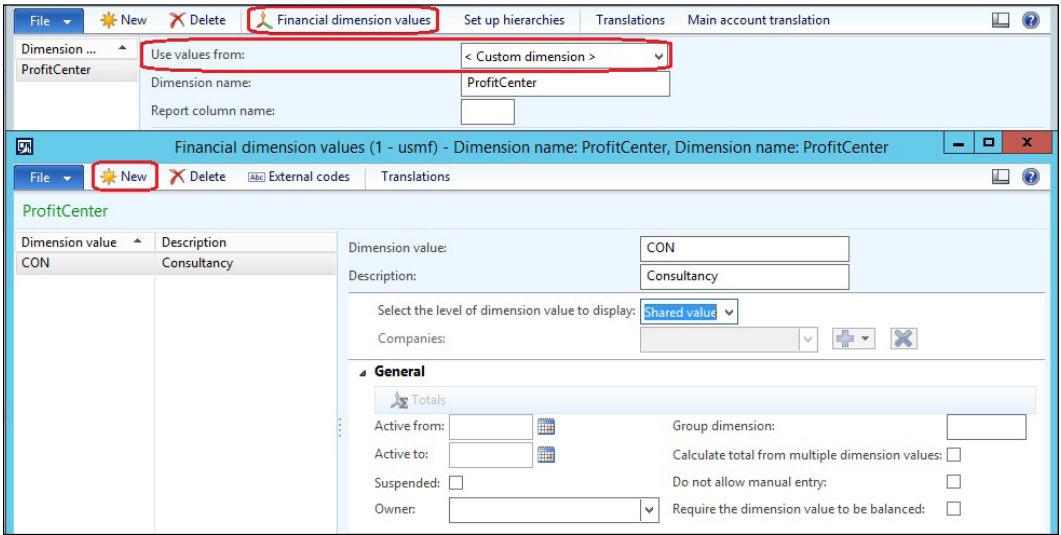 File New Delete Financial dimension values Set up hierarchies Translations Main account translation
Dimension ...
ProfitCenter
Use values from: < Custom dimension >
Dimension name: ProfitCenter
Report column name:
Financial dimension values (1 - usmf) - Dimension name: ProfitCenter, Dimension name: ProfitCenter
File New Delete Abc External codes Translations
ProfitCenter
Dimension value Description
CON Consultancy
Dimension value: CON
Description: Consultancy
Select the level of dimension value to display: Shared value
Companies:
General
Totals
Active from: Group dimension:
Active to: Calculate total from multiple dimension values:
Suspended: Do not allow manual entry:
Owner: Require the dimension value to be balanced: